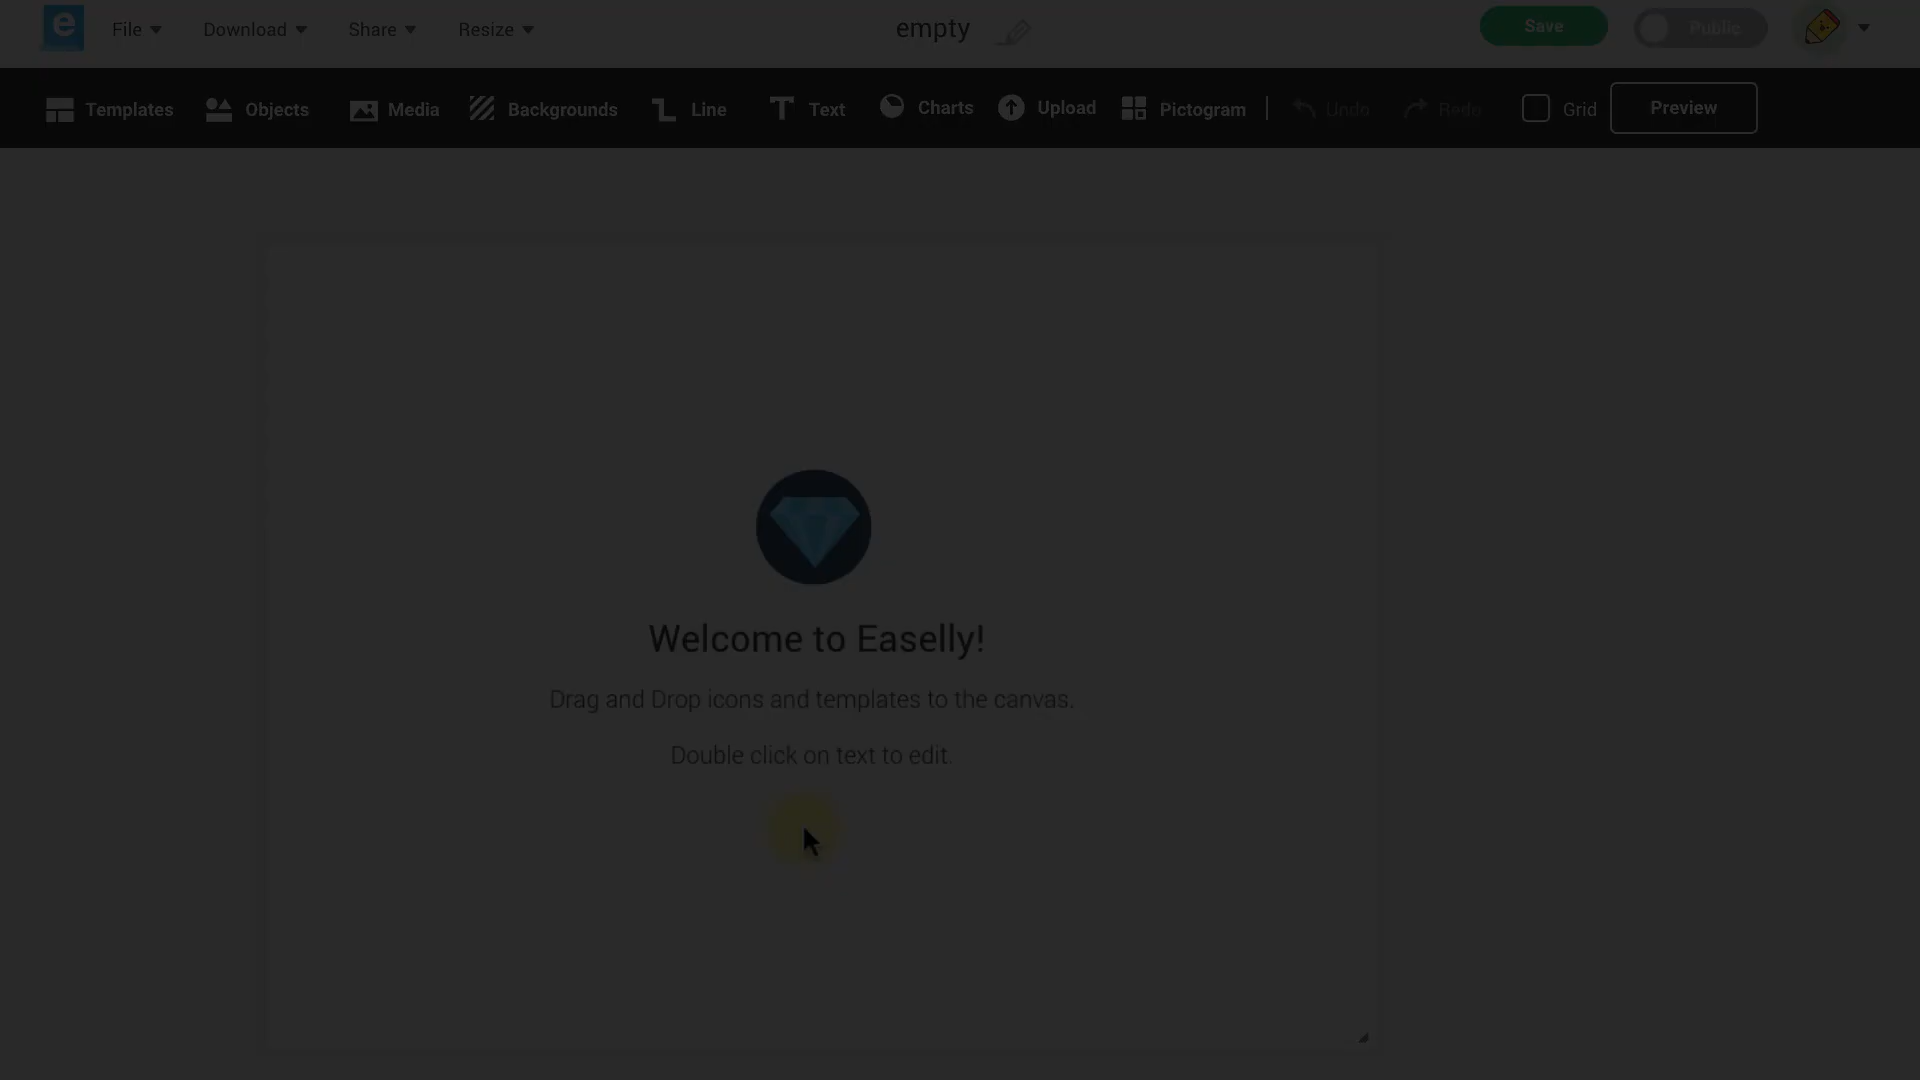 e File Download Share Resize empty Save Public
Templates Objects Media Backgrounds Line Text Charts Upload Pictogram Undo Redo Grid Preview
Welcome to Easelly!
Drag and Drop icons and templates to the canvas.
Double click on text to edit.